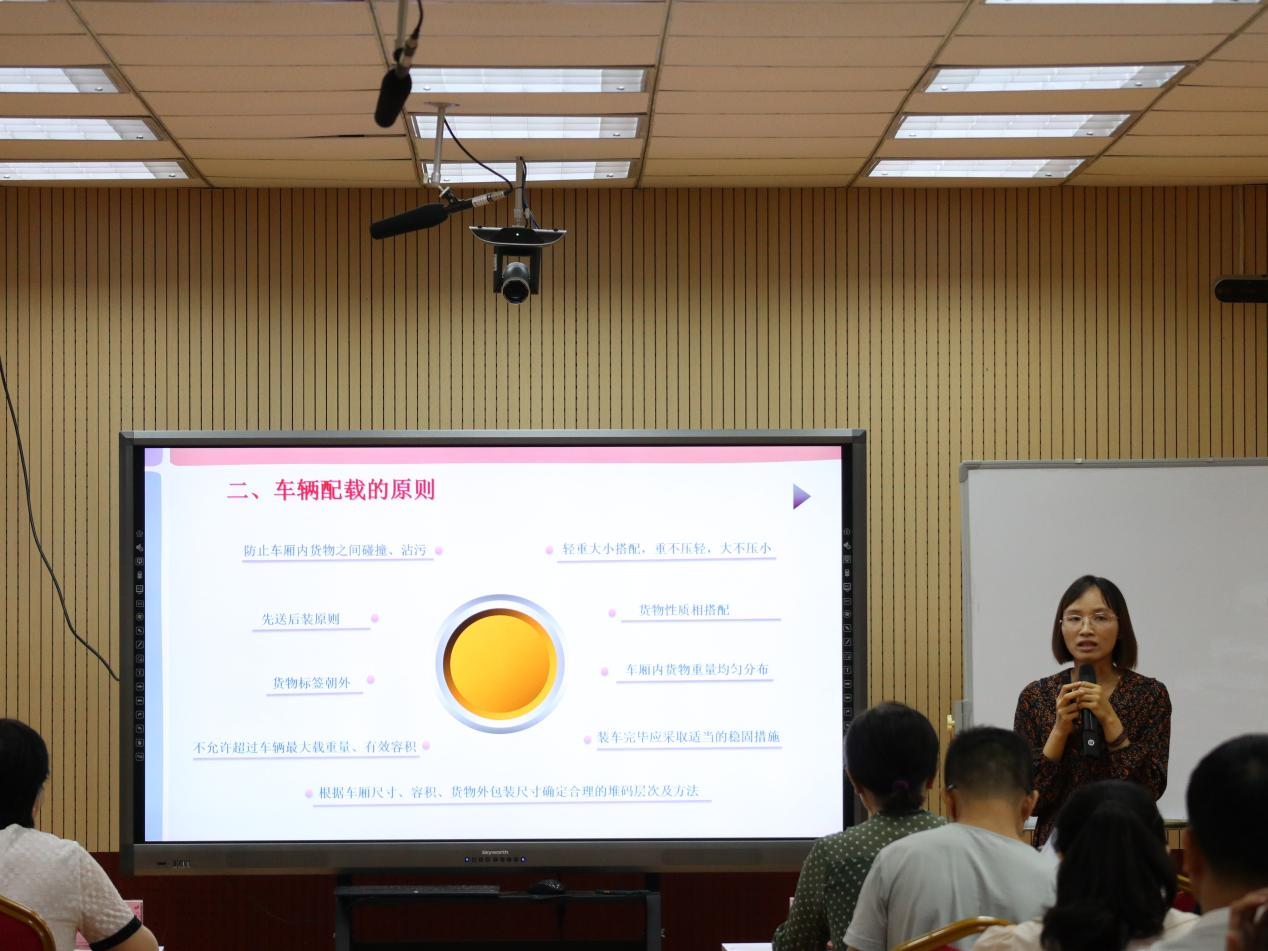 二、车辆配载的原则
防止车厢内货物之间碰撞、沾污
轻重大小搭配，重不压轻，大不压小
先送后装原则
货物性质相搭配
货物标签朝外
车厢内货物重量均匀分布
不允许超过车辆最大载重量、有效容积
装车完毕应采取适当的稳固措施
根据车厢尺寸、容积、货物外包装尺寸确定合理的堆码层次及方法
Skyworth